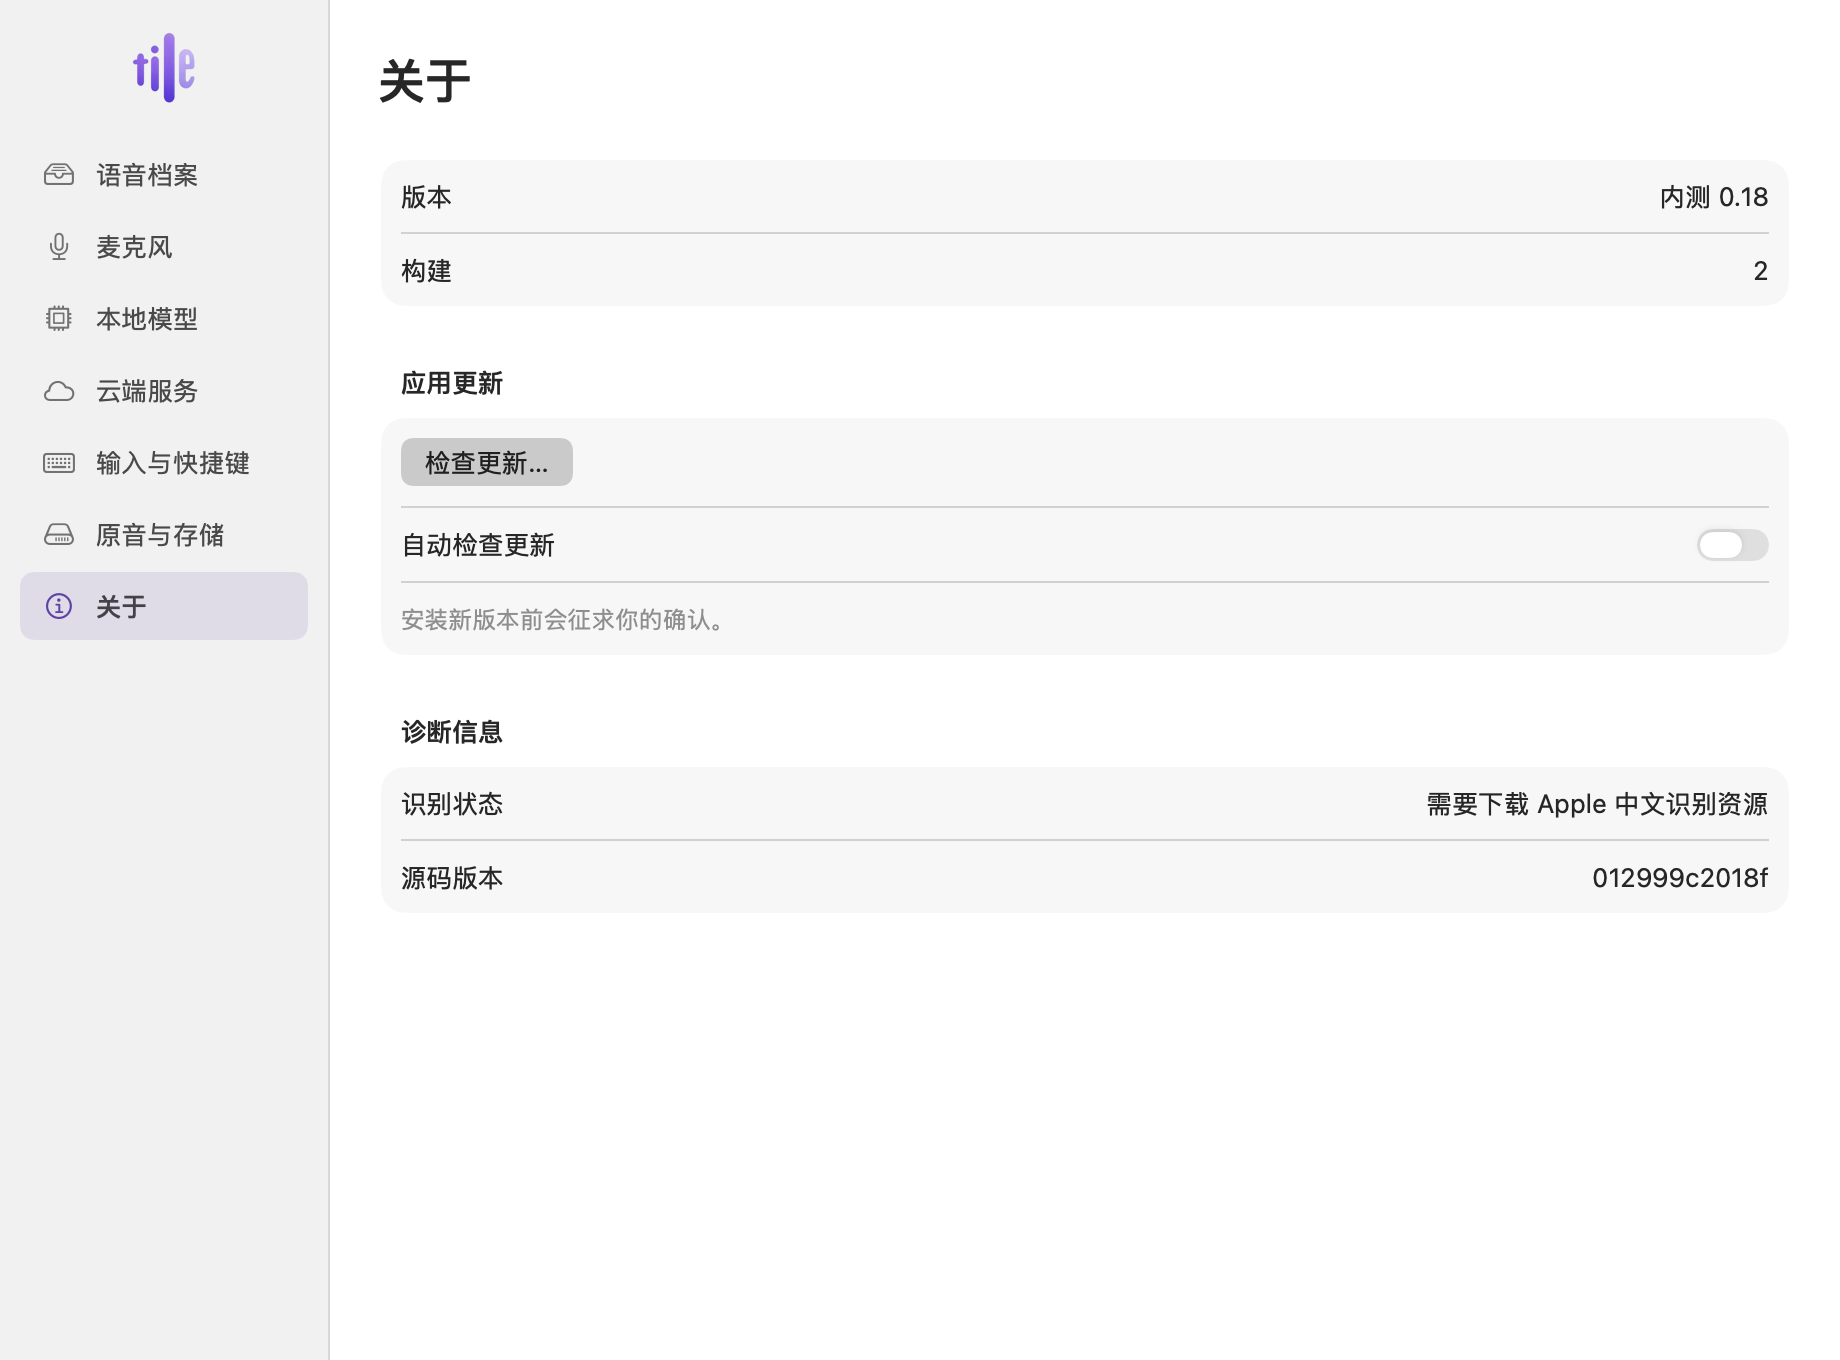 tile
语音档案
麦克风
本地模型
云端服务
输入与快捷键
原音与存储
关于
关于
版本 内测 0.18
构建 2
应用更新
检查更新...
自动检查更新
安装新版本前会征求你的确认。
诊断信息
识别状态 需要下载 Apple 中文识别资源
源码版本 012999c2018f